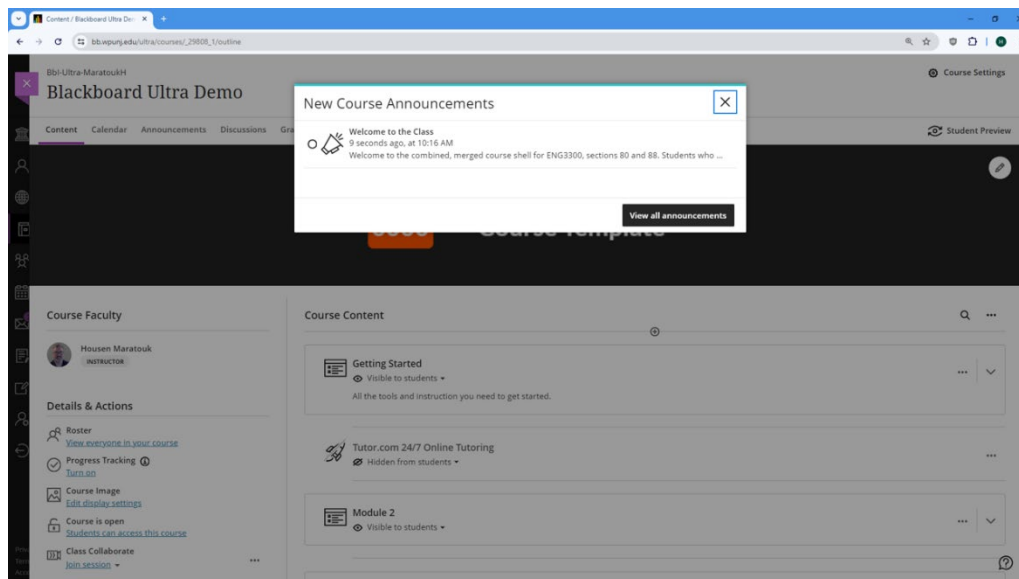 Content / Blackboard Ultra Der
bb.wpunj.edu/ultra/courses/_29808_1/outline
Bbl-Ultra-MaratoukH
Blackboard Ultra Demo
Course Settings
Content Calendar Announcements Discussions Gra
Student Preview
New Course Announcements
Welcome to the Class
9 seconds ago, at 10:16 AM
Welcome to the combined, merged course shell for ENG3300, sections 80 and 88. Students who ...
View all announcements
Course Template
Course Faculty
Housen Maratouk
INSTRUCTOR
Details & Actions
Roster
View everyone in your course
Progress Tracking
Turn on
Course Image
Edit display settings
Course is open
Students can access this course
Class Collaborate
Join session
Course Content
Getting Started
Visible to students
All the tools and instruction you need to get started.
Tutor.com 24/7 Online Tutoring
Hidden from students
Module 2
Visible to students